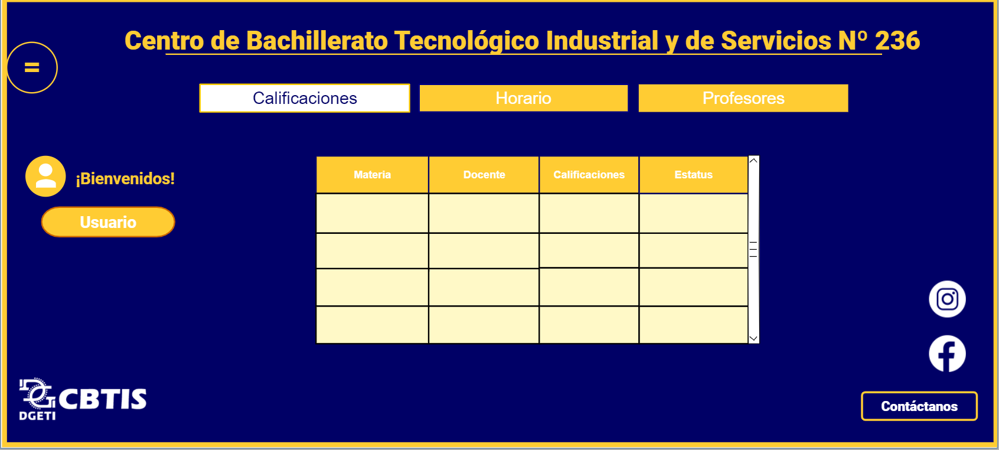 Centro de Bachillerato Tecnológico Industrial y de Servicios Nº 236
Calificaciones
Horario
Profesores
¡Bienvenidos!
Usuario
Materia
Docente
Calificaciones
Estatus
CBTIS
DGETI
Contáctanos